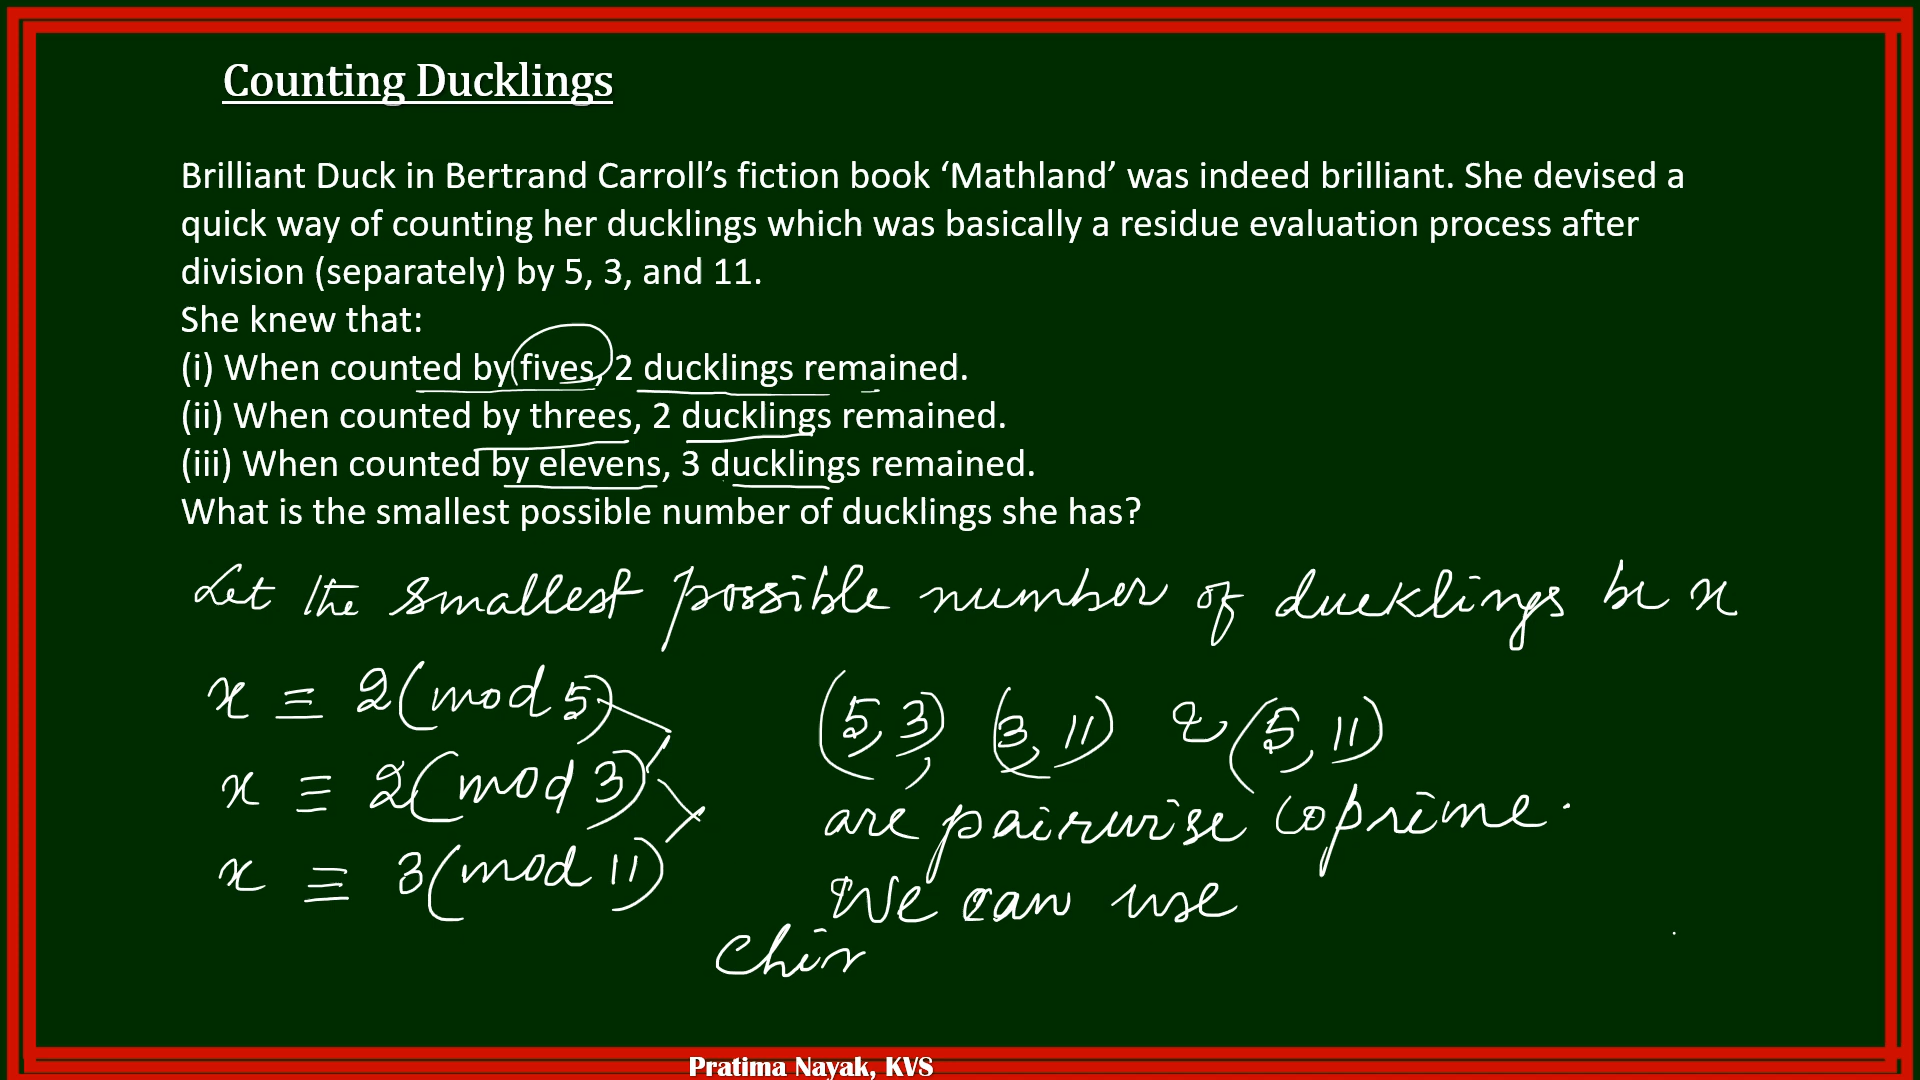 Counting Ducklings
Brilliant Duck in Bertrand Carroll’s fiction book ‘Mathland’ was indeed brilliant. She devised a
quick way of counting her ducklings which was basically a residue evaluation process after
division (separately) by 5, 3, and 11.
She knew that:
(i) When counted by fives, 2 ducklings remained.
(ii) When counted by threes, 2 ducklings remained.
(iii) When counted by elevens, 3 ducklings remained.
What is the smallest possible number of ducklings she has?
Let the smallest possible number of ducklings be x
x ≡ 2(mod 5)
x ≡ 2(mod 3)
x ≡ 3(mod 11)
(5,3), (3, 11) & (5, 11)
are pairwise coprime.
We can use
Chin
Pratima Nayak, KVS